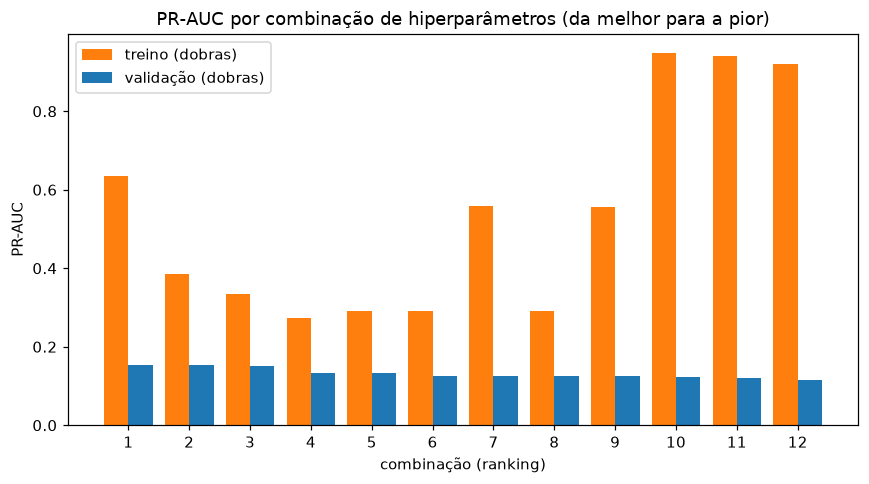 PR-AUC por combinação de hiperparâmetros (da melhor para a pior)
treino (dobras)
validação (dobras)
PR-AUC
0.8
0.6
0.4
0.2
0.0
1 2 3 4 5 6 7 8 9 10 11 12
combinação (ranking)